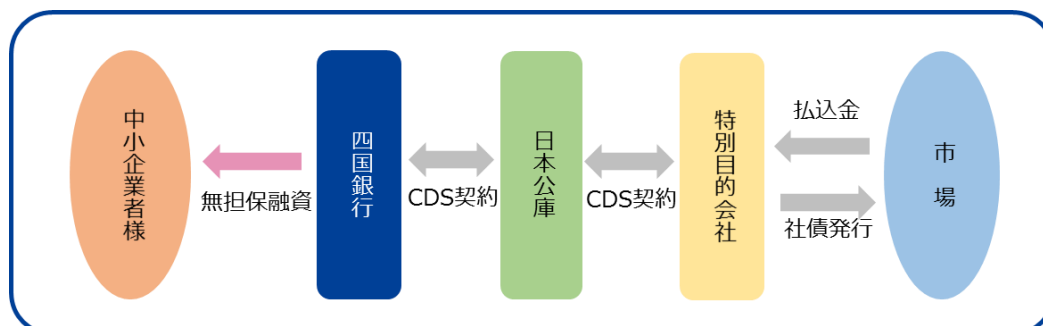 中小企業者様
無担保融資
四国銀行
CDS契約
日本公庫
CDS契約
特別目的会社
払込金
社債発行
市場